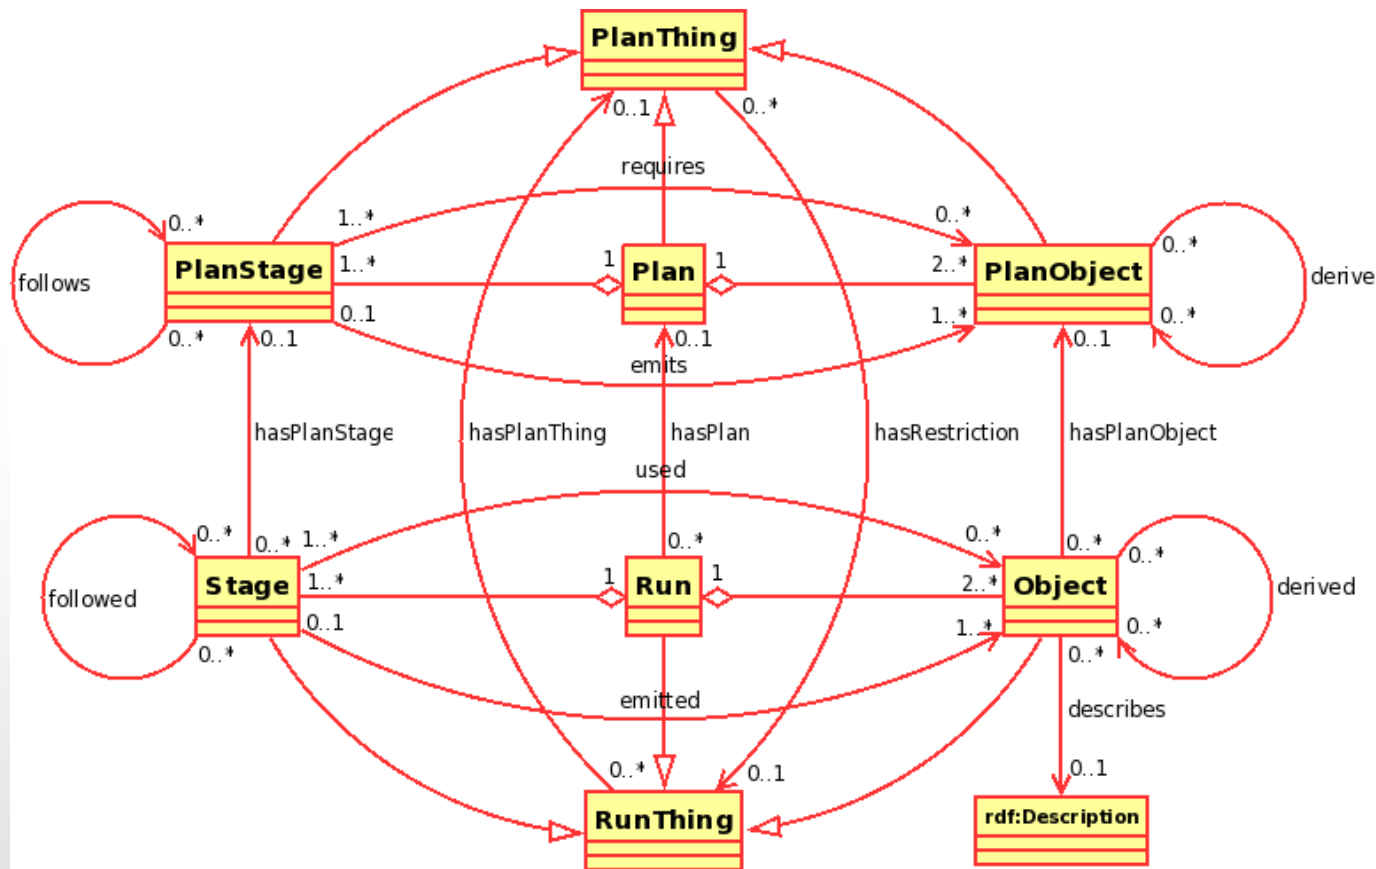 PlanThing
0..1
0..*
requires
0..*
1..*
0..*
0..*
PlanStage
1..*
1
Plan
1
2..*
PlanObject
follows
derive
0..*
0..1
0..1
0..1
1..*
0..1
0..*
emits
hasPlanStage
hasPlanThing
hasPlan
hasRestriction
hasPlanObject
used
0..*
0..*
1..*
0..*
0..*
0..*
0..*
Stage
1..*
1
Run
1
2..*
Object
followed
derived
0..*
0..1
1..*
0..*
0..*
emitted
describes
0..*
0..1
0..1
RunThing
rdf:Description